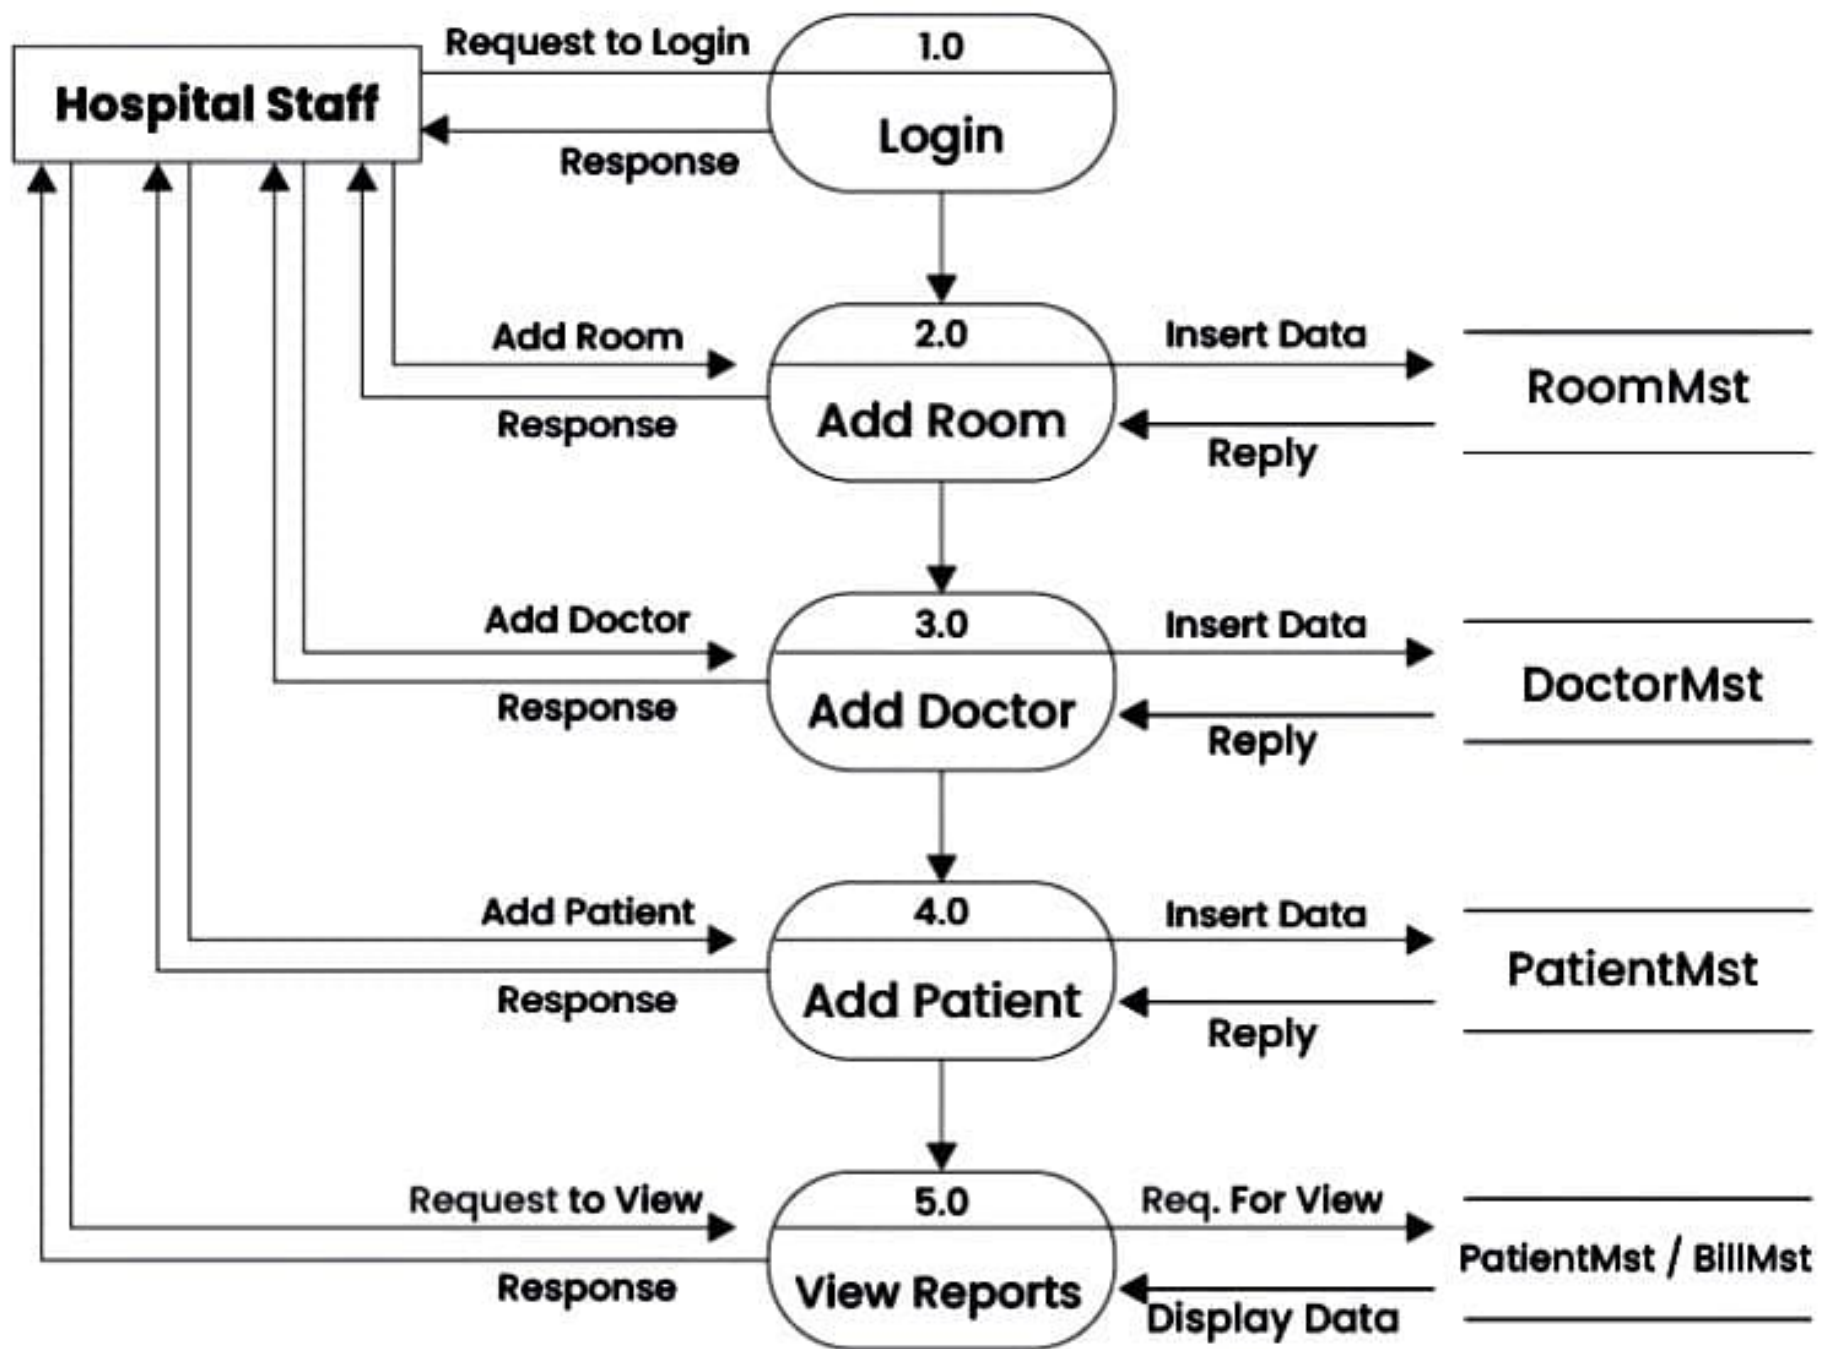 Request to Login
1.0
Hospital Staff
Login
Response
Add Room
2.0
Insert Data
RoomMst
Add Room
Response
Reply
Add Doctor
3.0
Insert Data
DoctorMst
Add Doctor
Response
Reply
Add Patient
4.0
Insert Data
PatientMst
Add Patient
Response
Reply
Request to View
5.0
Req. For View
PatientMst / BillMst
View Reports
Response
Display Data